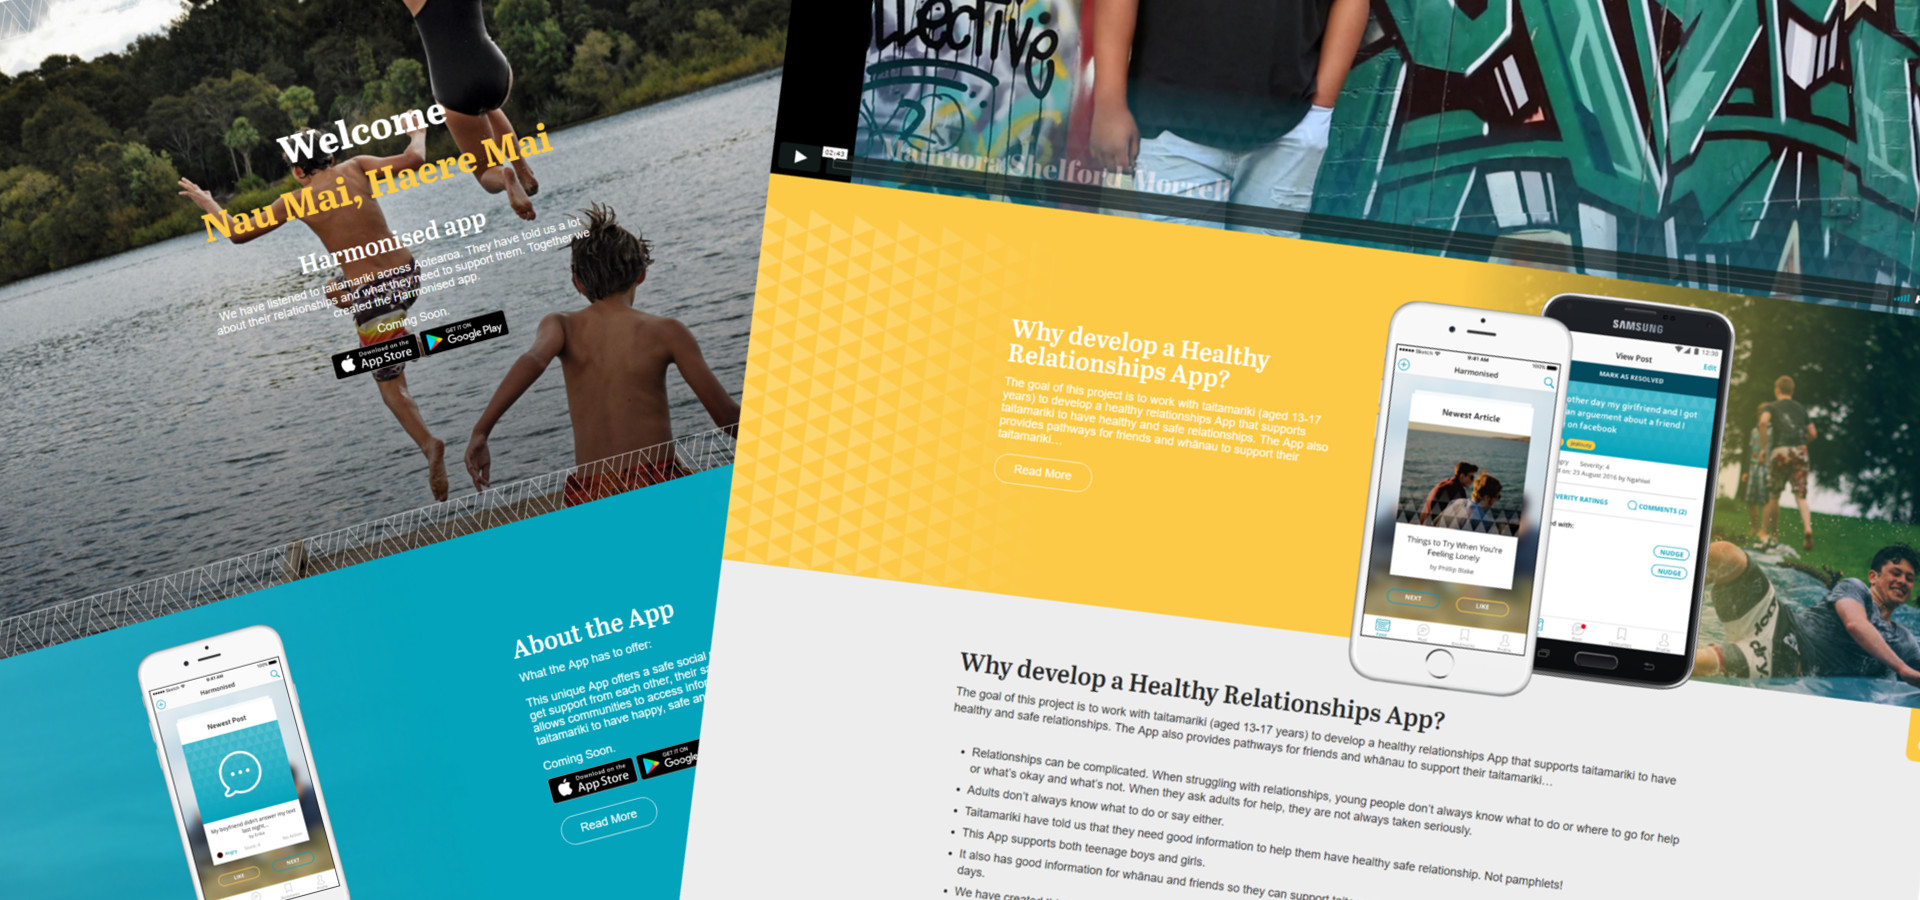 Welcome
Nau Mai, Haere Mai
Harmonised app
We have listened to taitamariki across Aotearoa. They have told us a lot
about their relationships and what they need to support them. Together we
created the Harmonised app.
Coming Soon.
Download on the
App Store
GET IT ON
Google Play
About the App
What the App has to offer:
This unique App offers a safe social
get support from each other, their
allows communities to access
taitamariki to have happy, safe
Coming Soon.
Download on the
App Store
GET IT ON
Google
Read More
9:41 AM
100%
Harmonised
Newest Post
My boyfriend didn't answer my text
last night...
Angry
LIKE
NEXT
02:43
Shelford Morrell
Why develop a Healthy
Relationships App?
The goal of this project is to work with taitamariki (aged 13-17
years) to develop a healthy relationships App that supports
taitamariki to have healthy and safe relationships. The App also
provides pathways for friends and whānau to support their
taitamariki…
Read More
Sketch
9:41 AM
100%
Harmonised
Newest Article
Things to Try When You're
Feeling Lonely
by Phillip Blake
NEXT
LIKE
SAMSUNG
12:30
View Post
Edit
MARK AS RESOLVED
other day my girlfriend and I got
an arguement about a friend I
on facebook
Jealousy
Severity: 4
on: 25 August 2016 by
VERITY RATINGS
COMMENTS (2)
with:
NUDGE
NUDGE
Why develop a Healthy Relationships App?
The goal of this project is to work with taitamariki (aged 13-17 years) to develop a healthy relationships App that supports taitamariki to have
healthy and safe relationships. The App also provides pathways for friends and whānau to support their taitamariki…
• Relationships can be complicated. When struggling with relationships, young people don't always know what to do or where to go for help
or what's okay and what's not. When they ask adults for help, they are not always taken seriously.
• Adults don't always know what to do or say either.
• Taitamariki have told us that they need good information to help them have healthy safe relationship. Not pamphlets!
• This App supports both teenage boys and girls.
• It also has good information for whānau and friends so they can support
days.
• We have created